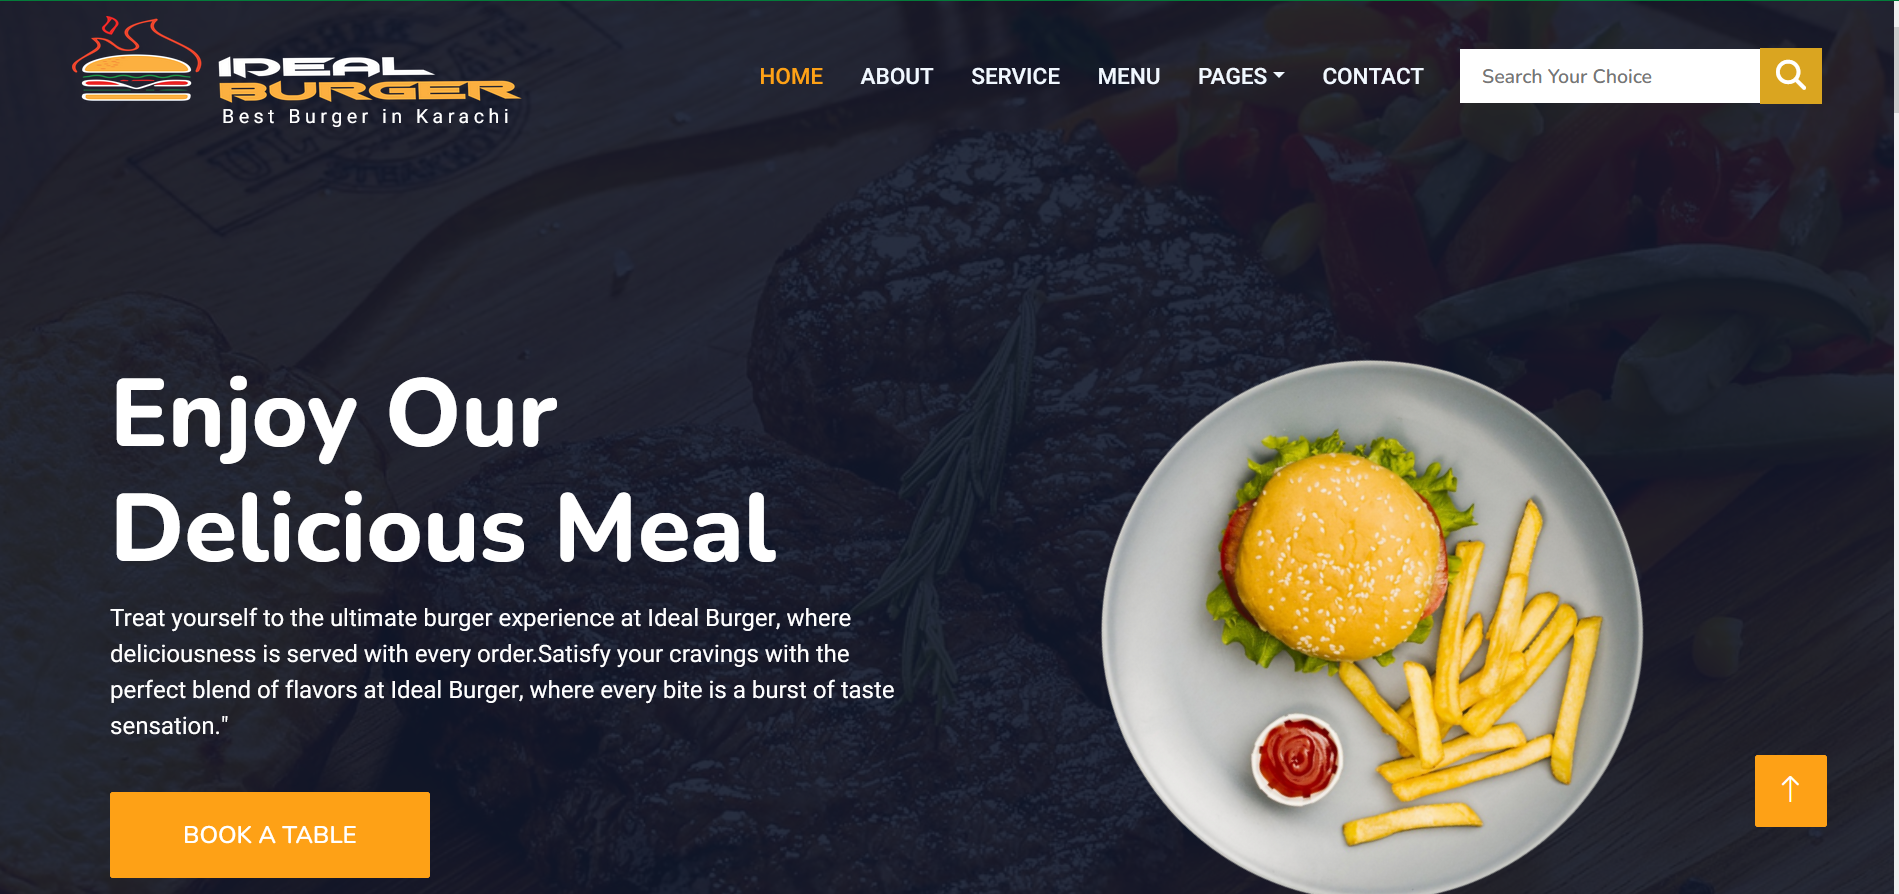 IDEAL
BURGER
Best Burger in Karachi
HOME ABOUT SERVICE MENU PAGES CONTACT
Search Your Choice
Enjoy Our
Delicious Meal
Treat yourself to the ultimate burger experience at Ideal Burger, where
deliciousness is served with every order.Satisfy your cravings with the
perfect blend of flavors at Ideal Burger, where every bite is a burst of taste
sensation."
BOOK A TABLE